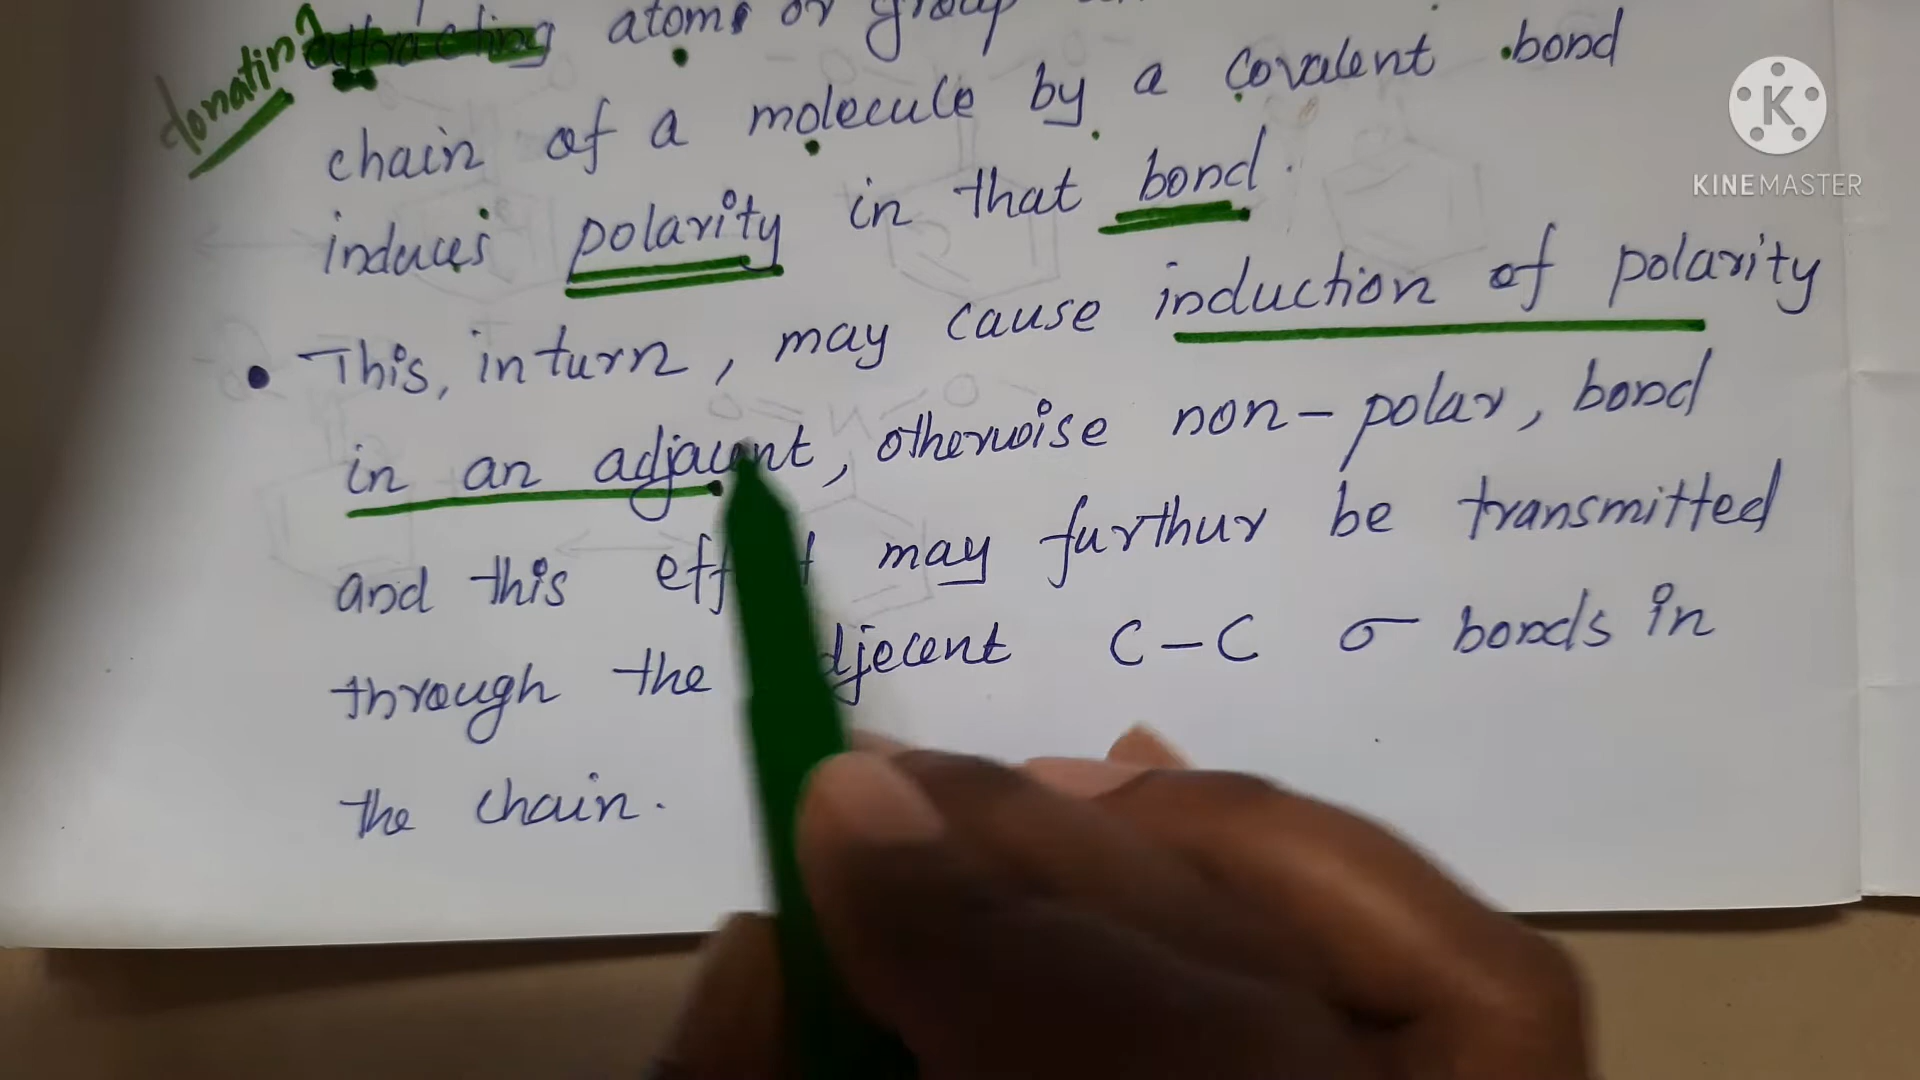 attracting atoms or group
donating
chain of a molecule by a covalent bond
induces polarity in that bond.
• This, in turn, may cause induction of polarity
in an adjacent, otherwise non-polar, bond
and this may furthur be transmitted
through the C-C σ bonds in
the chain.
KINEMASTER